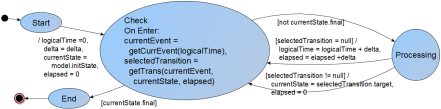 Start
/ logicalTime =0,
delta = delta,
currentState =
model.initState,
elapsed = 0
Check
On Enter:
currentEvent =
getCurrEvent(logicalTime),
selectedTransition =
getTrans(currentEvent,
currentState, elapsed)
[not currentState.final]
[selectedTransition = null] /
logicalTime = logicalTime + delta,
elapsed = elapsed +delta
Processing
[selectedTransition != null] /
currentState =selectedTransition.target,
elapsed = 0
End
[currentState.final]